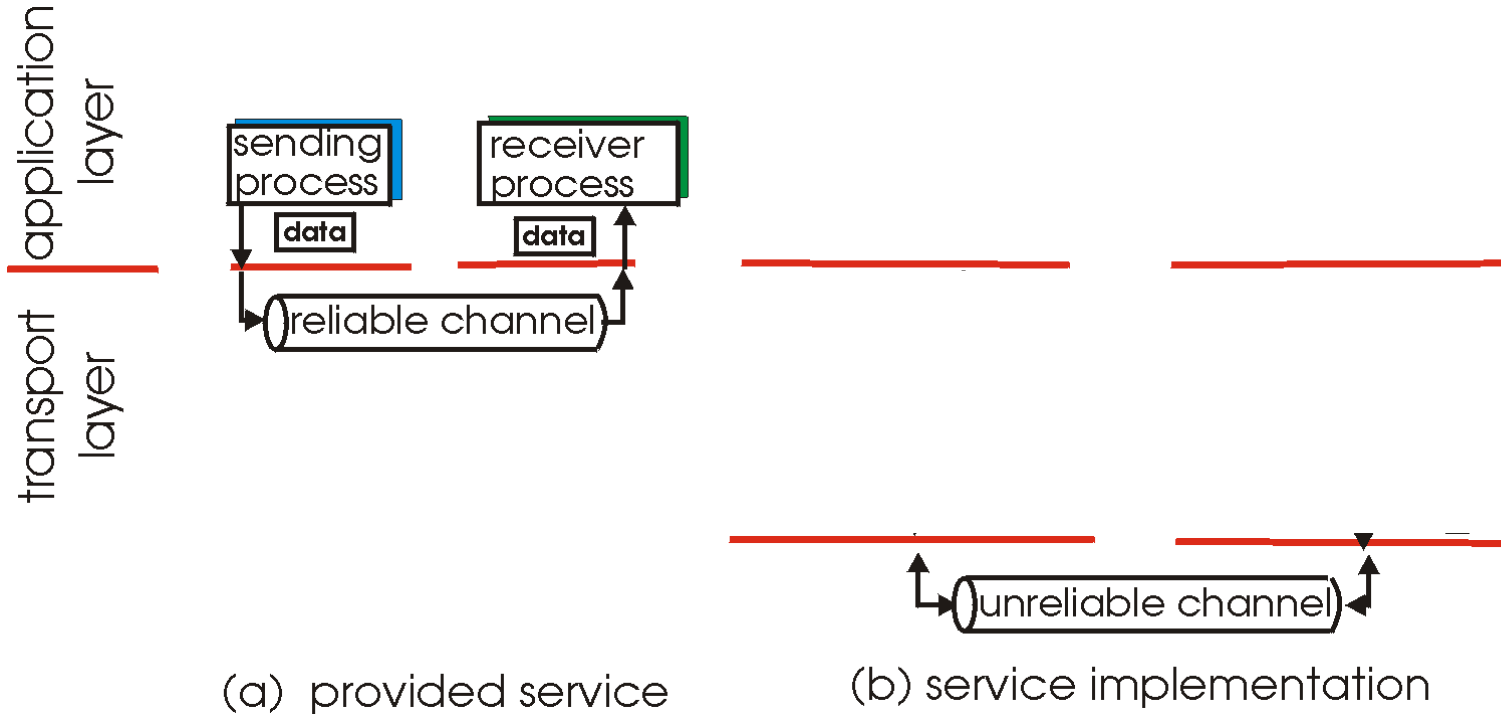 application
layer
transport
layer
sending
process
receiver
process
data
data
reliable channel
unreliable channel
(a) provided service
(b) service implementation